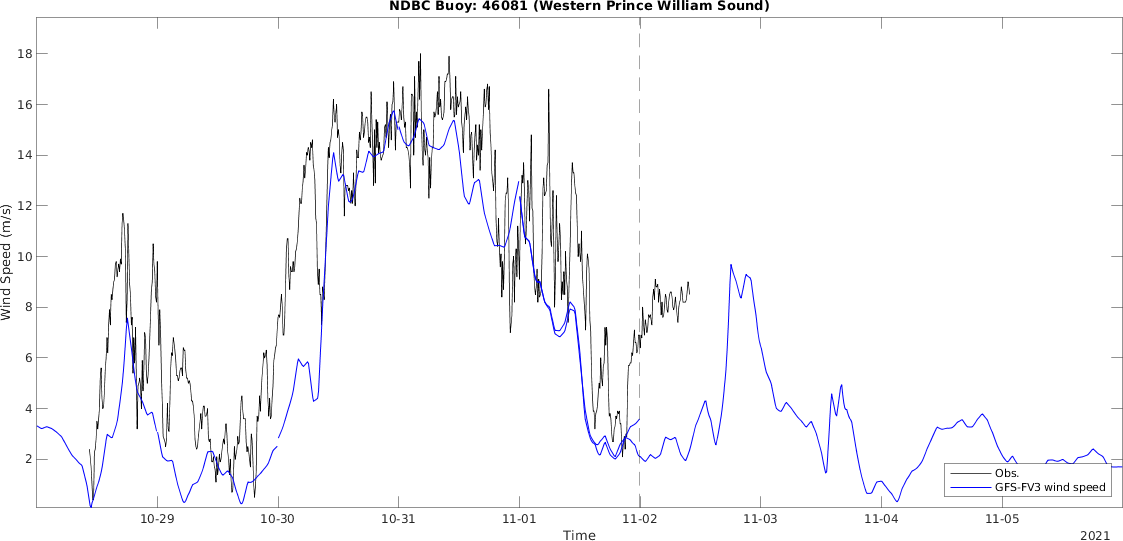 NDBC Buoy: 46081 (Western Prince William Sound)
18
16
14
12
10
8
6
4
2
Wind Speed (m/s)
Obs.
GFS-FV3 wind speed
10-29 10-30 10-31 11-01 11-02 11-03 11-04 11-05
Time
2021